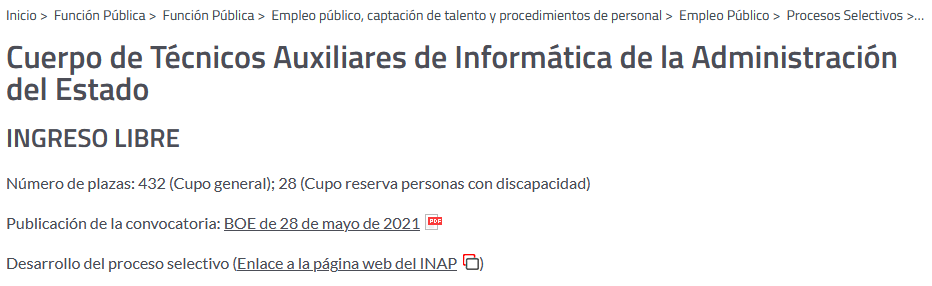 Inicio > Función Pública > Función Pública > Empleo público, captación de talento y procedimientos de personal > Empleo Público > Procesos Selectivos >...
Cuerpo de Técnicos Auxiliares de Informática de la Administración
del Estado
INGRESO LIBRE
Número de plazas: 432 (Cupo general); 28 (Cupo reserva personas con discapacidad)
Publicación de la convocatoria: BOE de 28 de mayo de 2021 PDF
Desarrollo del proceso selectivo (Enlace a la página web del INAP)